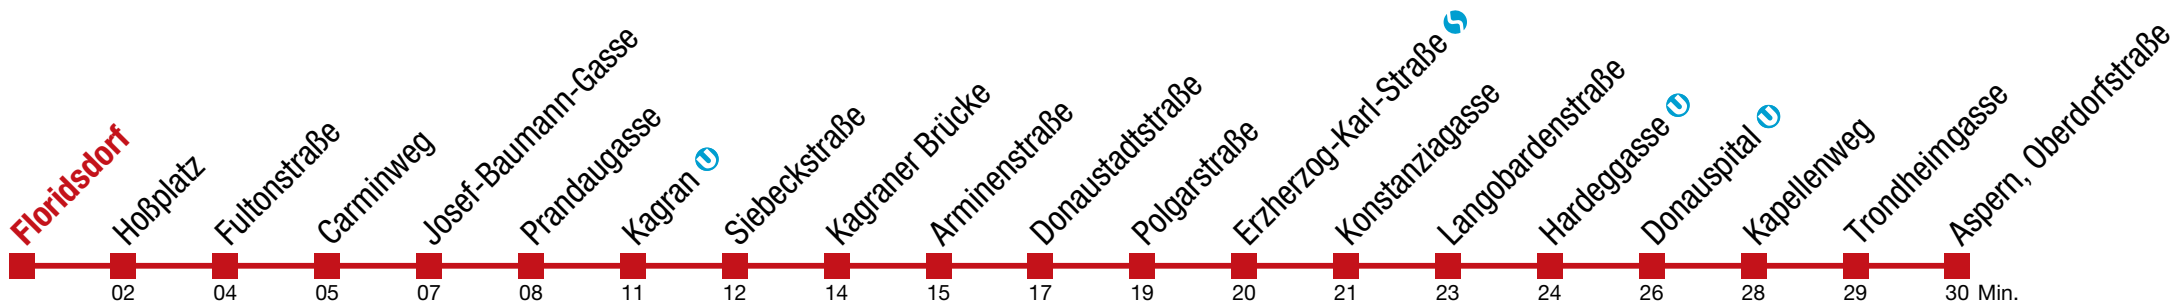 Floridsdorf
Hoßplatz
Fultonstraße
Carminweg
Josef-Baumann-Gasse
Prandaugasse
Kagran U
Siebeckstraße
Kagraner Brücke
Arminenstraße
Donaustadtstraße
Polgarstraße
Erzherzog-Karl-Straße S
Konstanziagasse
Langobardenstraße
Hardeggasse U
Donauspital U
Kapellenweg
Trondheimgasse
Aspern, Oberdorfstraße
02 04 05 07 08 11 12 14 15 17 19 20 21 23 24 26 28 29 30 Min.